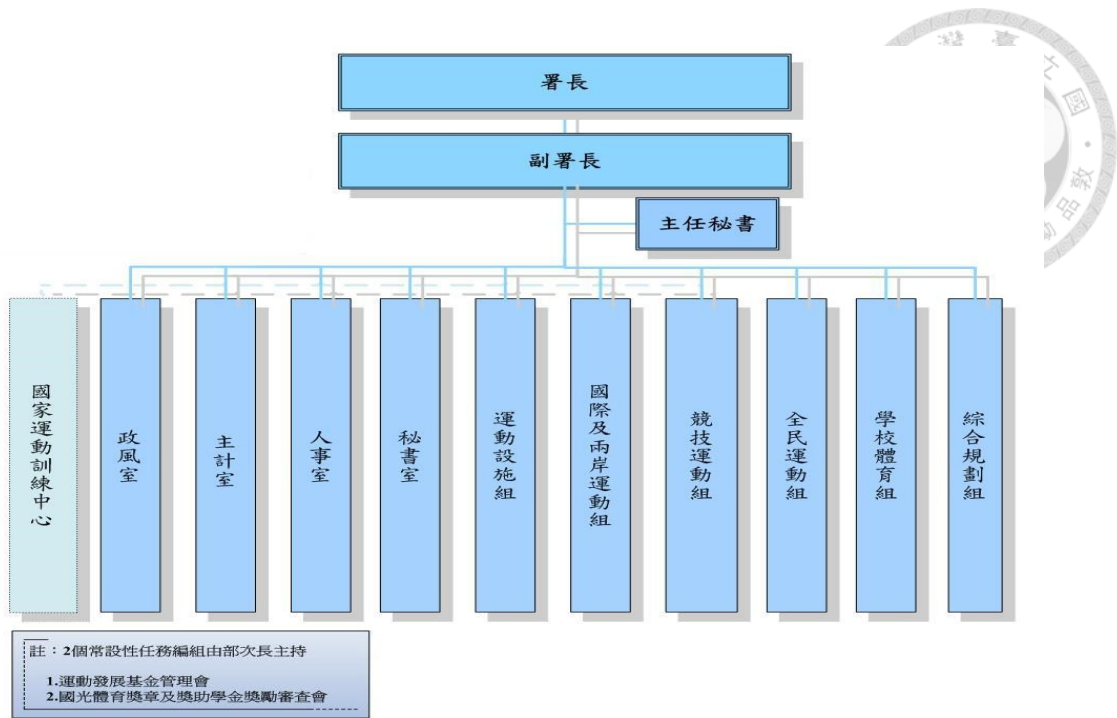 署長
副署長
主任秘書
國家運動訓練中心
政風室
主計室
人事室
秘書室
運動設施組
國際及兩岸運動組
競技運動組
全民運動組
學校體育組
綜合規劃組
註：2個常設性任務編組由部次長主持
1.運動發展基金管理會
2.國光體育獎章及獎助學金獎勵審查會